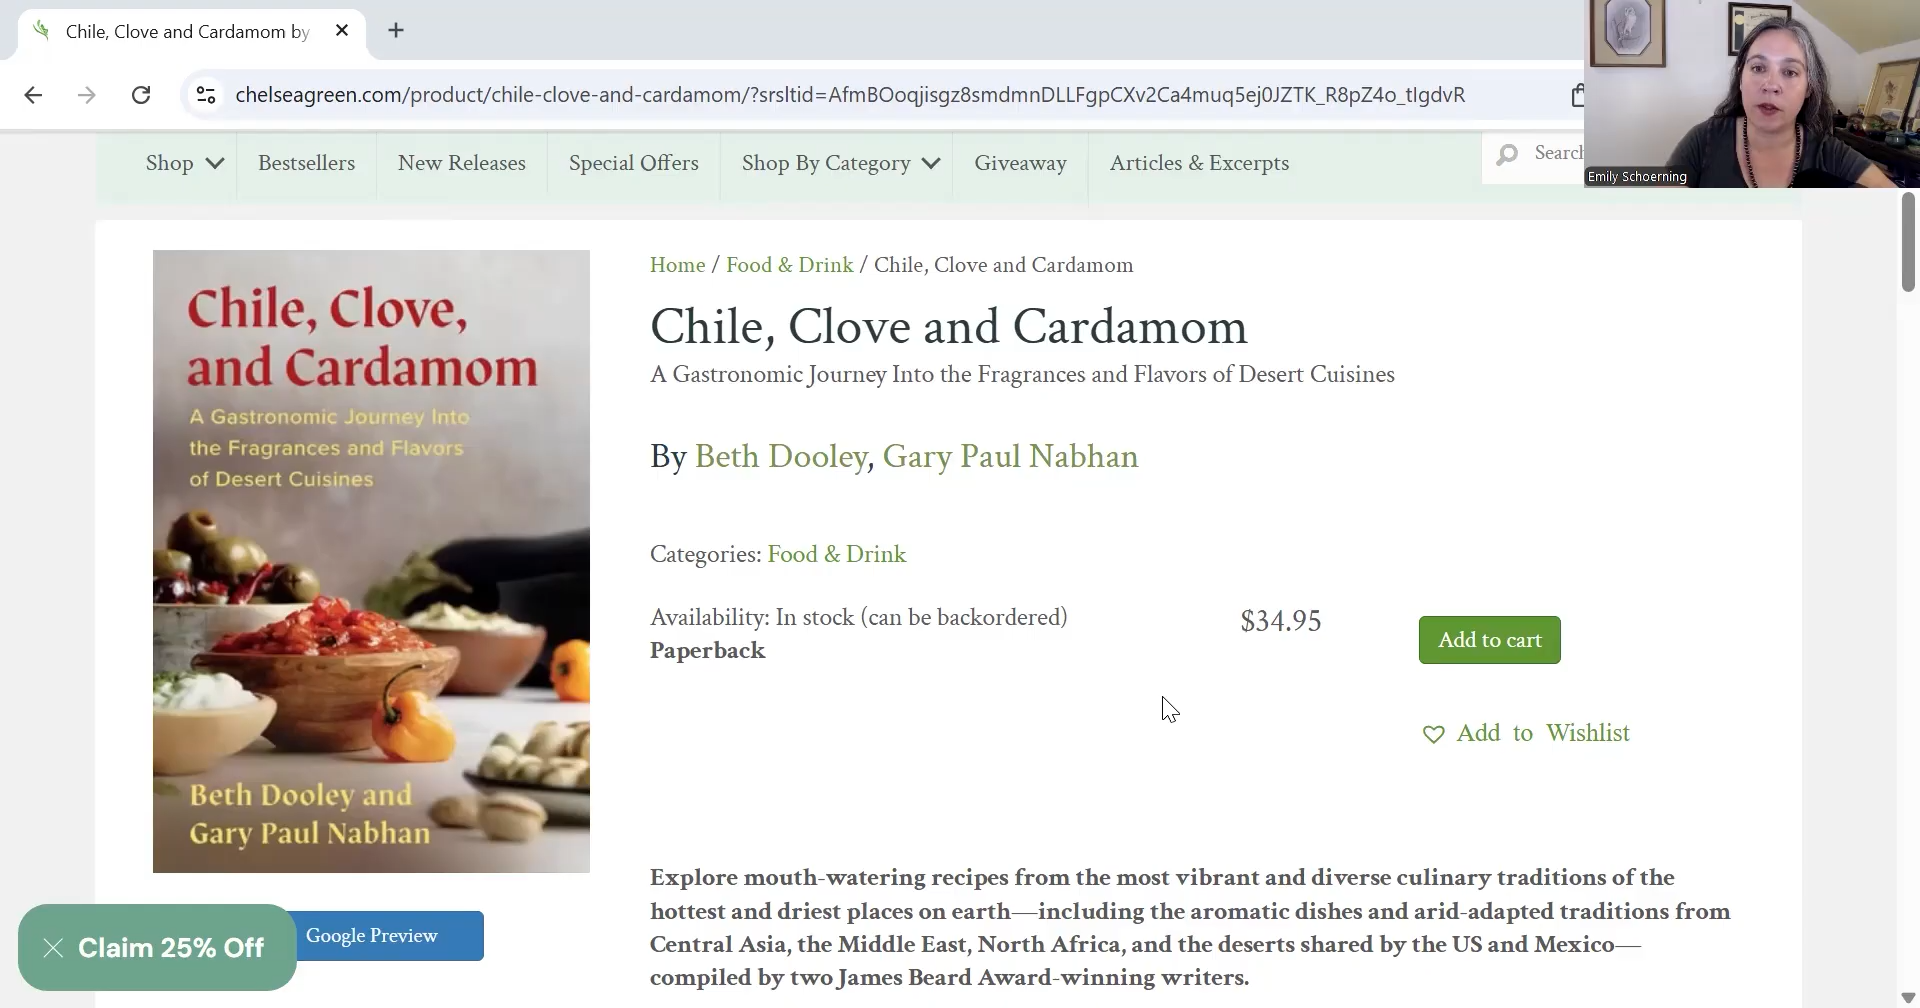 Chile, Clove and Cardamom by
chelseagreen.com/product/chile-clove-and-cardamom/?srsltid=AfmBOoqjisgz8smdmnDLLFgpCXv2Ca4muq5ej0JZTK_R8pZ4o_tIgdvR
Emily Schoerning
Shop
Bestsellers
New Releases
Special Offers
Shop By Category
Giveaway
Articles & Excerpts
Search
Chile, Clove,
and Cardamom
A Gastronomic Journey Into
the Fragrances and Flavors
of Desert Cuisines
Beth Dooley and
Gary Paul Nabhan
Google Preview
Claim 25% Off
Home / Food & Drink / Chile, Clove and Cardamom
Chile, Clove and Cardamom
A Gastronomic Journey Into the Fragrances and Flavors of Desert Cuisines
By Beth Dooley, Gary Paul Nabhan
Categories: Food & Drink
Availability: In stock (can be backordered)
Paperback
$34.95
Add to cart
Add to Wishlist
Explore mouth-watering recipes from the most vibrant and diverse culinary traditions of the
hottest and driest places on earth—including the aromatic dishes and arid-adapted traditions from
Central Asia, the Middle East, North Africa, and the deserts shared by the US and Mexico—
compiled by two James Beard Award-winning writers.